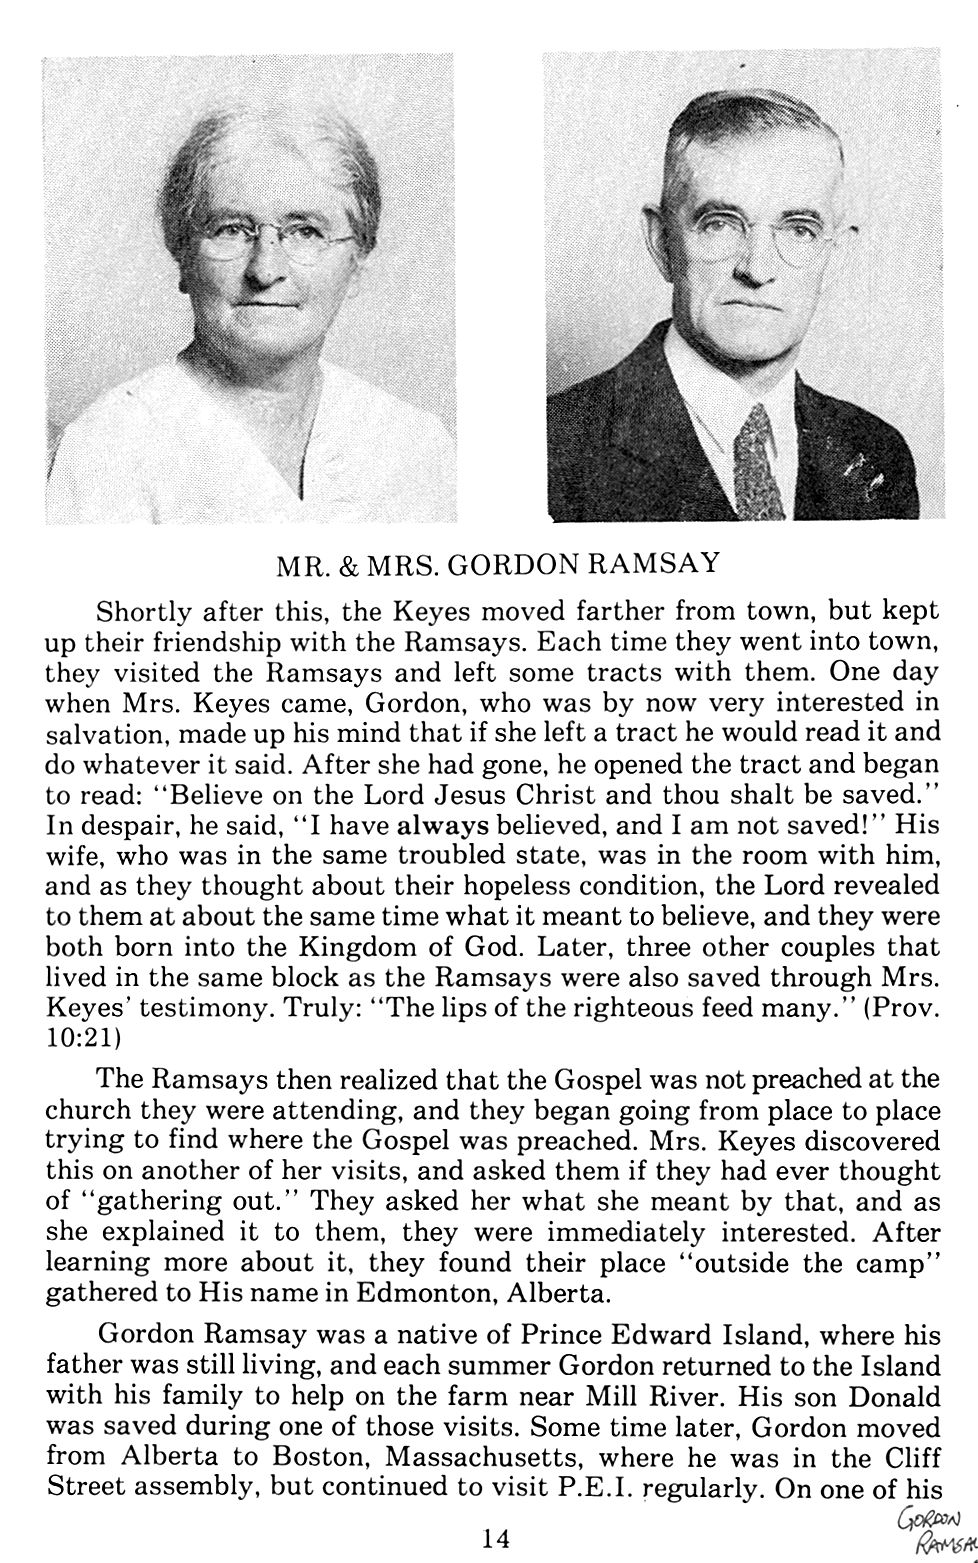 MR. & MRS. GORDON RAMSAY
Shortly after this, the Keyes moved farther from town, but kept
up their friendship with the Ramsays. Each time they went into town,
they visited the Ramsays and left some tracts with them. One day
when Mrs. Keyes came, Gordon, who was by now very interested in
salvation, made up his mind that if she left a tract he would read it and
do whatever it said. After she had gone, he opened the tract and began
to read: “Believe on the Lord Jesus Christ and thou shalt be saved.”
In despair, he said, “I have always believed, and I am not saved!” His
wife, who was in the same troubled state, was in the room with him,
and as they thought about their hopeless condition, the Lord revealed
to them at about the same time what it meant to believe, and they were
both born into the Kingdom of God. Later, three other couples that
lived in the same block as the Ramsays were also saved through Mrs.
Keyes’ testimony. Truly: “The lips of the righteous feed many.” (Prov.
10:21)
The Ramsays then realized that the Gospel was not preached at the
church they were attending, and they began going from place to place
trying to find where the Gospel was preached. Mrs. Keyes discovered
this on another of her visits, and asked them if they had ever thought
of “gathering out.” They asked her what she meant by that, and as
she explained it to them, they were immediately interested. After
learning more about it, they found their place “outside the camp”
gathered to His name in Edmonton, Alberta.
Gordon Ramsay was a native of Prince Edward Island, where his
father was still living, and each summer Gordon returned to the Island
with his family to help on the farm near Mill River. His son Donald
was saved during one of those visits. Some time later, Gordon moved
from Alberta to Boston, Massachusetts, where he was in the Cliff
Street assembly, but continued to visit P.E.I. regularly. On one of his
14
GORDON
RAMSA